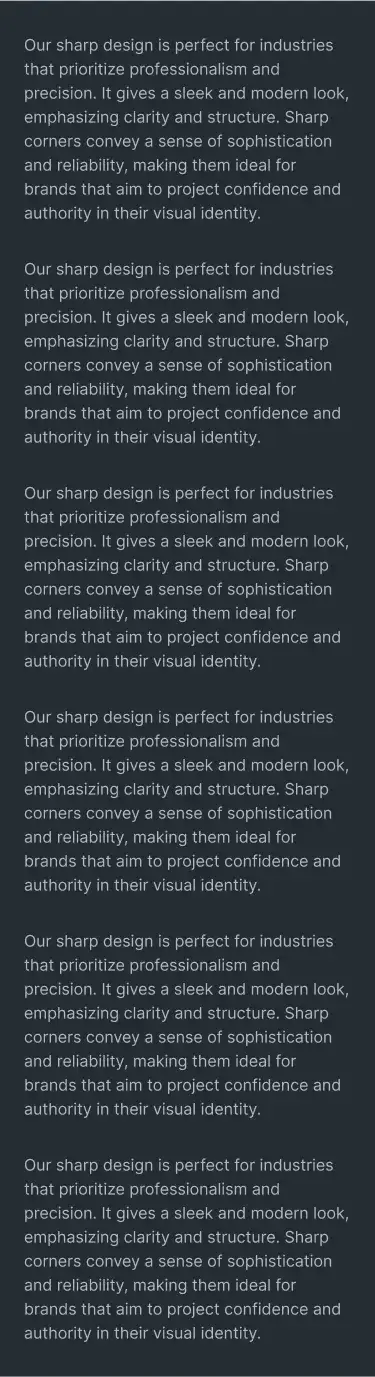 Our sharp design is perfect for industries
that prioritize professionalism and
precision. It gives a sleek and modern look,
emphasizing clarity and structure. Sharp
corners convey a sense of sophistication
and reliability, making them ideal for
brands that aim to project confidence and
authority in their visual identity.

Our sharp design is perfect for industries
that prioritize professionalism and
precision. It gives a sleek and modern look,
emphasizing clarity and structure. Sharp
corners convey a sense of sophistication
and reliability, making them ideal for
brands that aim to project confidence and
authority in their visual identity.

Our sharp design is perfect for industries
that prioritize professionalism and
precision. It gives a sleek and modern look,
emphasizing clarity and structure. Sharp
corners convey a sense of sophistication
and reliability, making them ideal for
brands that aim to project confidence and
authority in their visual identity.

Our sharp design is perfect for industries
that prioritize professionalism and
precision. It gives a sleek and modern look,
emphasizing clarity and structure. Sharp
corners convey a sense of sophistication
and reliability, making them ideal for
brands that aim to project confidence and
authority in their visual identity.

Our sharp design is perfect for industries
that prioritize professionalism and
precision. It gives a sleek and modern look,
emphasizing clarity and structure. Sharp
corners convey a sense of sophistication
and reliability, making them ideal for
brands that aim to project confidence and
authority in their visual identity.

Our sharp design is perfect for industries
that prioritize professionalism and
precision. It gives a sleek and modern look,
emphasizing clarity and structure. Sharp
corners convey a sense of sophistication
and reliability, making them ideal for
brands that aim to project confidence and
authority in their visual identity.